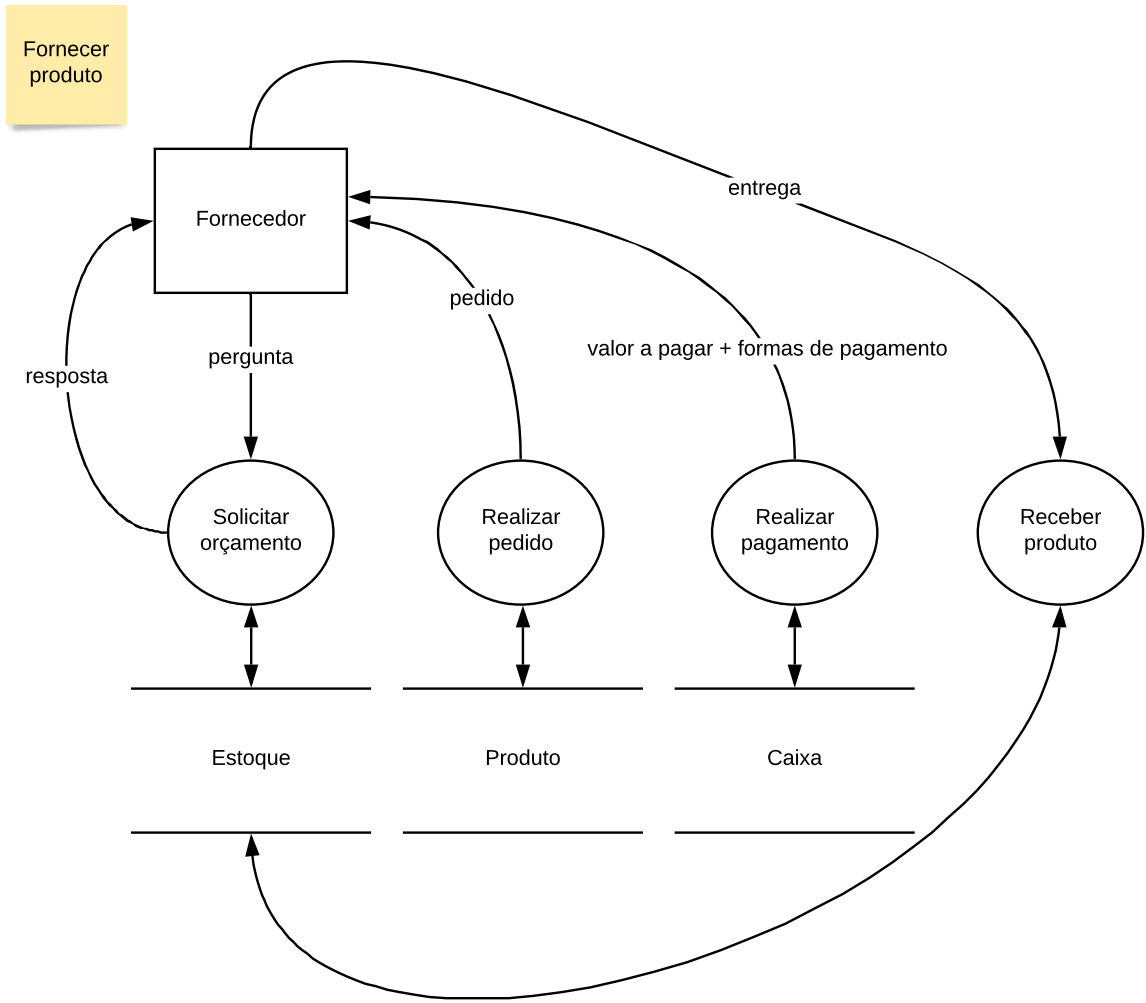 Fornecer
produto
entrega
Fornecedor
pedido
valor a pagar + formas de pagamento
pergunta
resposta
Solicitar
orçamento
Realizar
pedido
Realizar
pagamento
Receber
produto
Estoque
Produto
Caixa